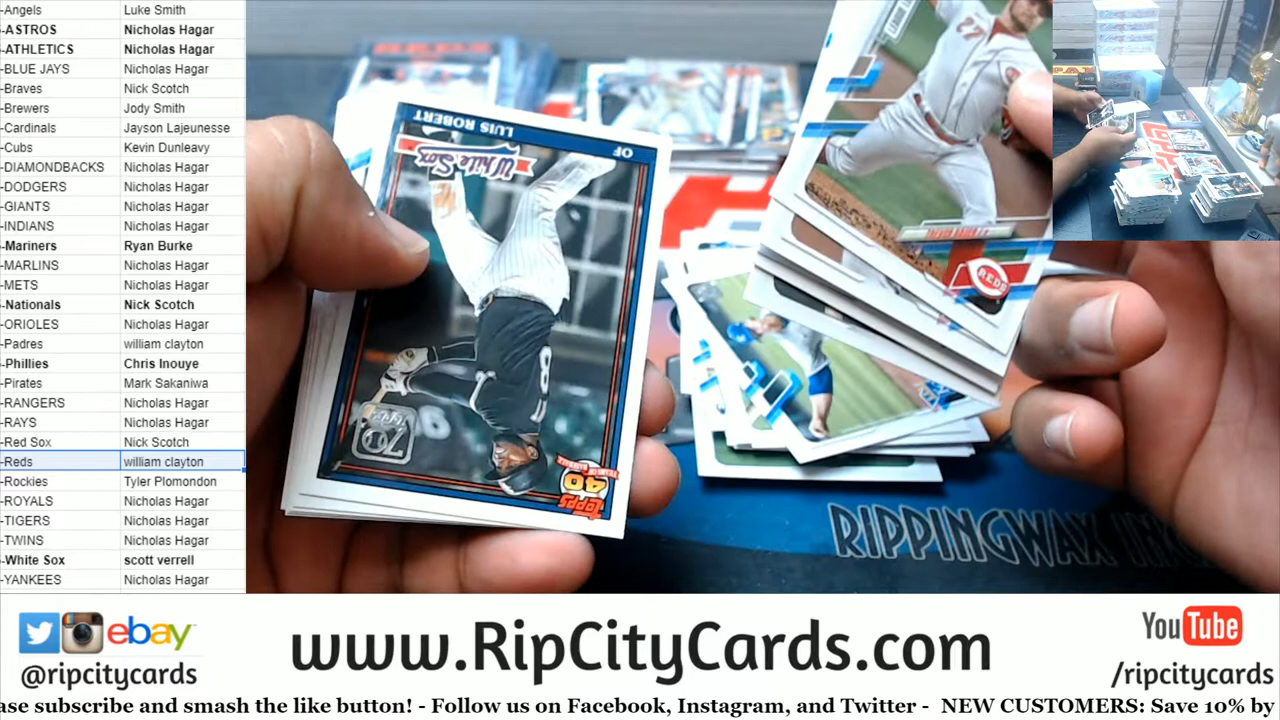 -Angels Luke Smith
-ASTROS Nicholas Hagar
-ATHLETICS Nicholas Hagar
-BLUE JAYS Nicholas Hagar
-Braves Nick Scotch
-Brewers Jody Smith
-Cardinals Jayson Lajeunesse
-Cubs Kevin Dunleavy
-DIAMONDBACKS Nicholas Hagar
-DODGERS Nicholas Hagar
-GIANTS Nicholas Hagar
-INDIANS Nicholas Hagar
-Mariners Ryan Burke
-MARLINS Nicholas Hagar
-METS Nicholas Hagar
-Nationals Nick Scotch
-ORIOLES Nicholas Hagar
-Padres william clayton
-Phillies Chris Inouye
-Pirates Mark Sakaniwa
-RANGERS Nicholas Hagar
-RAYS Nicholas Hagar
-Red Sox Nick Scotch
-Reds william clayton
-Rockies Tyler Plomondon
-ROYALS Nicholas Hagar
-TIGERS Nicholas Hagar
-TWINS Nicholas Hagar
-White Sox scott verrell
-YANKEES Nicholas Hagar
OF LUIS ROBERT
White Sox
8
70
Topps 40
27
REDS
RIPPINGWAX
ebay
@ripcitycards
www.RipCityCards.com
YouTube
/ripcitycards
ase subscribe and smash the like button! - Follow us on Facebook, Instagram, and Twitter - NEW CUSTOMERS: Save 10% by